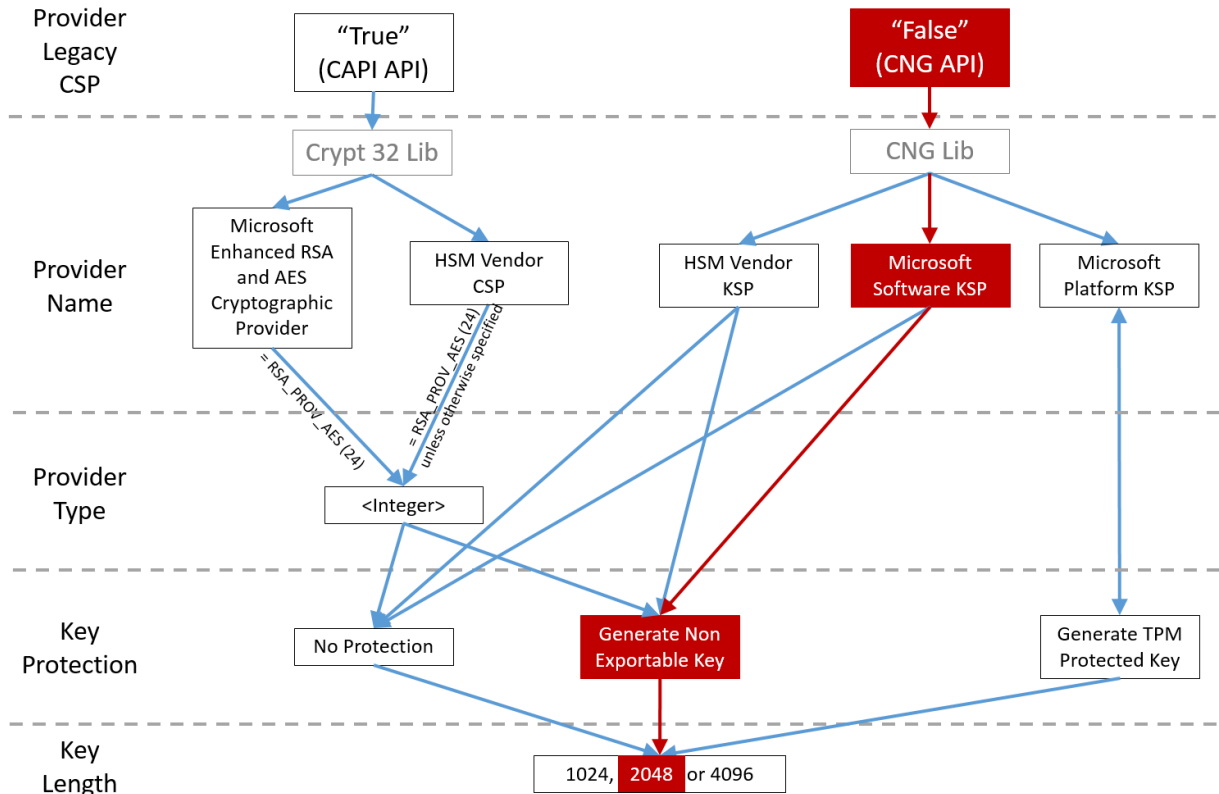 Provider
Legacy
CSP
“True”
(CAPI API)
“False”
(CNG API)
Crypt 32 Lib
CNG Lib
Provider
Name
Microsoft
Enhanced RSA
and AES
Cryptographic
Provider
HSM Vendor
CSP
HSM Vendor
KSP
Microsoft
Software KSP
Microsoft
Platform KSP
= RSA_PROV_AES (24)
= RSA_PROV_AES (24)
unless otherwise specified
Provider
Type
<Integer>
Key
Protection
No Protection
Generate Non
Exportable Key
Generate TPM
Protected Key
Key
Length
1024, 2048 or 4096